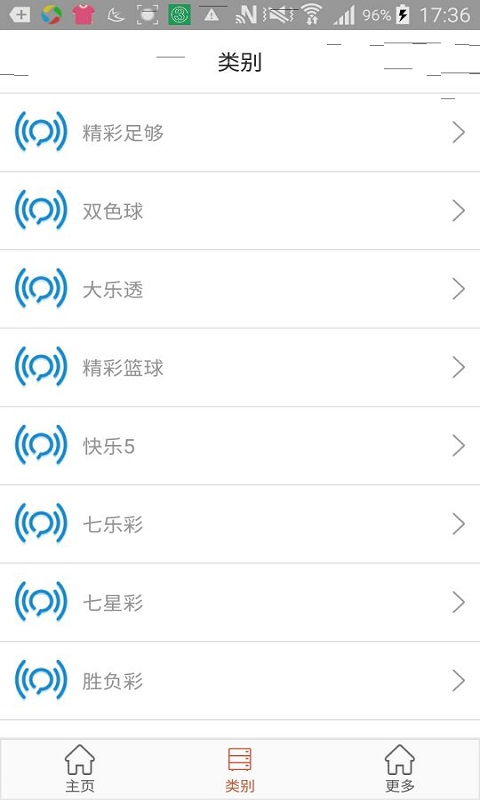 96% 17:36
类别
精彩足够
双色球
大乐透
精彩篮球
快乐5
七乐彩
七星彩
胜负彩
主页 类别 更多